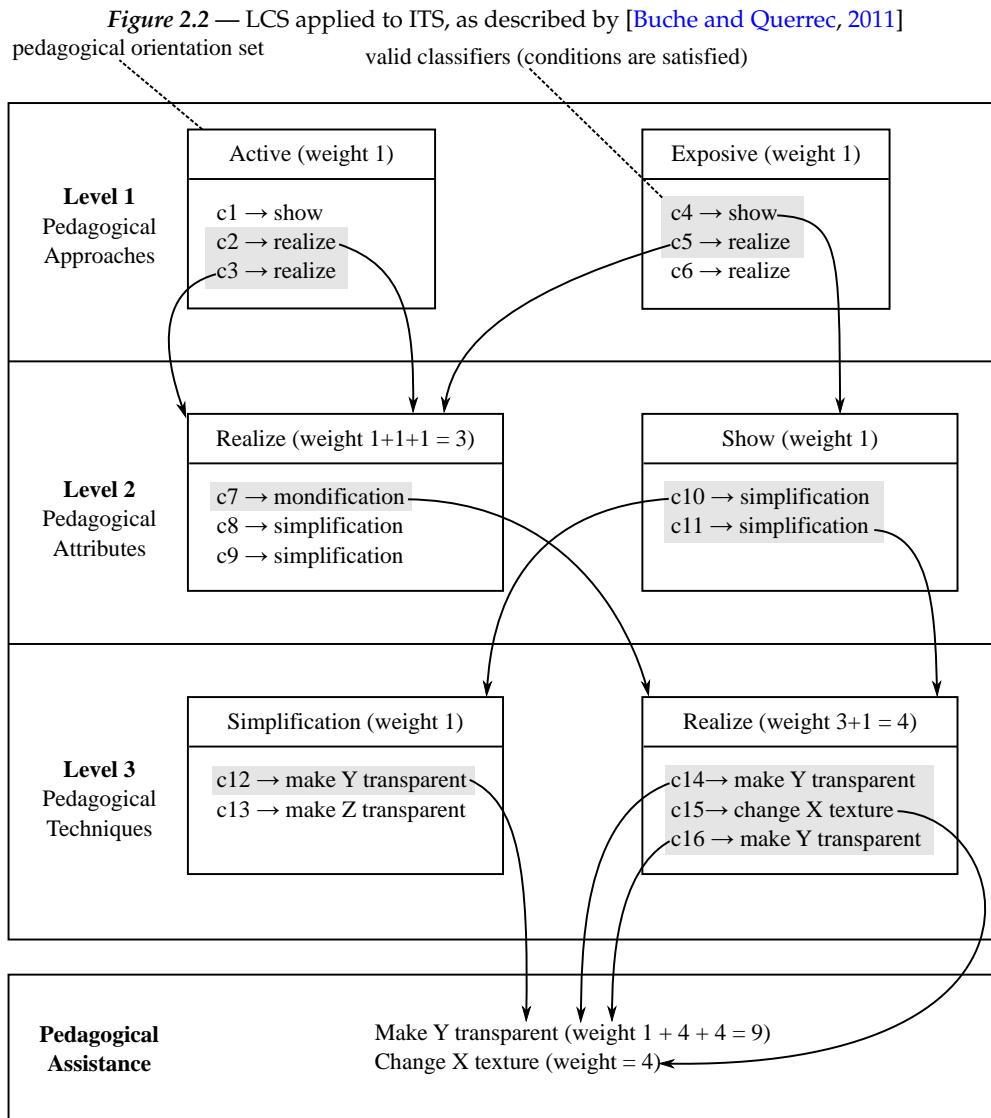 Figure 2.2 — LCS applied to ITS, as described by [Buche and Querrec, 2011]
pedagogical orientation set
valid classifiers (conditions are satisfied)
Level 1
Pedagogical
Approaches
Active (weight 1)
c1 → show
c2 → realize
c3 → realize
Exposive (weight 1)
c4 → show
c5 → realize
c6 → realize
Level 2
Pedagogical
Attributes
Realize (weight 1+1+1 = 3)
c7 → mondification
c8 → simplification
c9 → simplification
Show (weight 1)
c10 → simplification
c11 → simplification
Level 3
Pedagogical
Techniques
Simplification (weight 1)
c12 → make Y transparent
c13 → make Z transparent
Realize (weight 3+1 = 4)
c14→ make Y transparent
c15→ change X texture
c16 → make Y transparent
Pedagogical
Assistance
Make Y transparent (weight 1 + 4 + 4 = 9)
Change X texture (weight = 4)